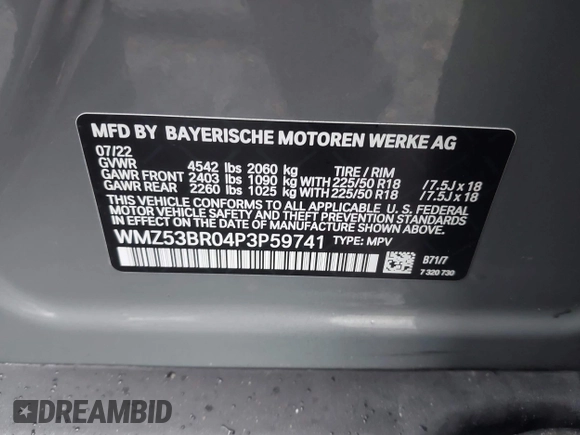 MFD BY BAYERISCHE MOTOREN WERKE AG
07/22
GVWR 4542 lbs 2060 kg TIRE / RIM
GAWR FRONT 2403 lbs 1090 kg WITH 225/50 R18 /7.5J x 18
GAWR REAR 2260 lbs 1025 kg WITH 225/50 R18 /7.5J x 18
THIS VEHICLE CONFORMS TO ALL APPLICABLE U.S. FEDERAL
MOTOR VEHICLE SAFETY AND THEFT PREVENTION STANDARDS
IN EFFECT ON THE DATE OF MANUFACTURE SHOWN ABOVE.
WMZ53BR04P3P59741 TYPE: MPV
B71/7
7 320 730
DREAMBID